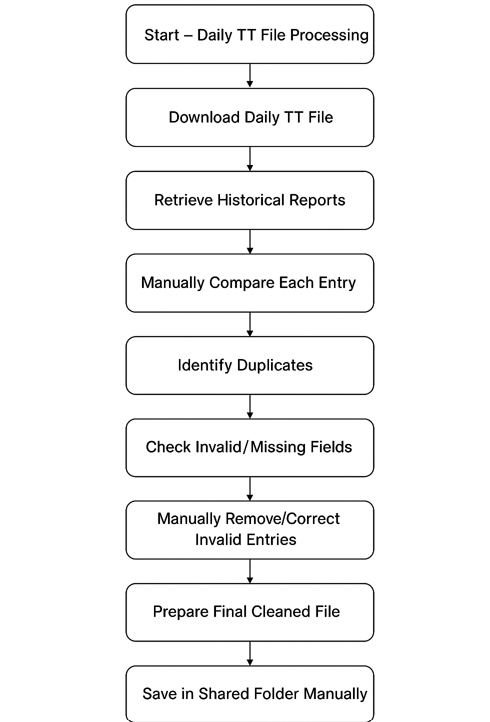 Start – Daily TT File Processing
Download Daily TT File
Retrieve Historical Reports
Manually Compare Each Entry
Identify Duplicates
Check Invalid/Missing Fields
Manually Remove/Correct
Invalid Entries
Prepare Final Cleaned File
Save in Shared Folder Manually